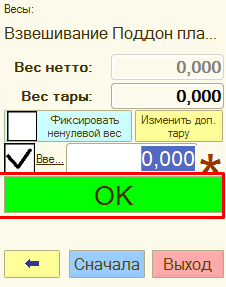 Весы:
Взвешивание Поддон пла...
Вес нетто: 0,000
Вес тары: 0,000
Фиксировать
ненулевой вес
Изменить доп.
тару
Вве... 0,000 *
OK
Сначала
Выход